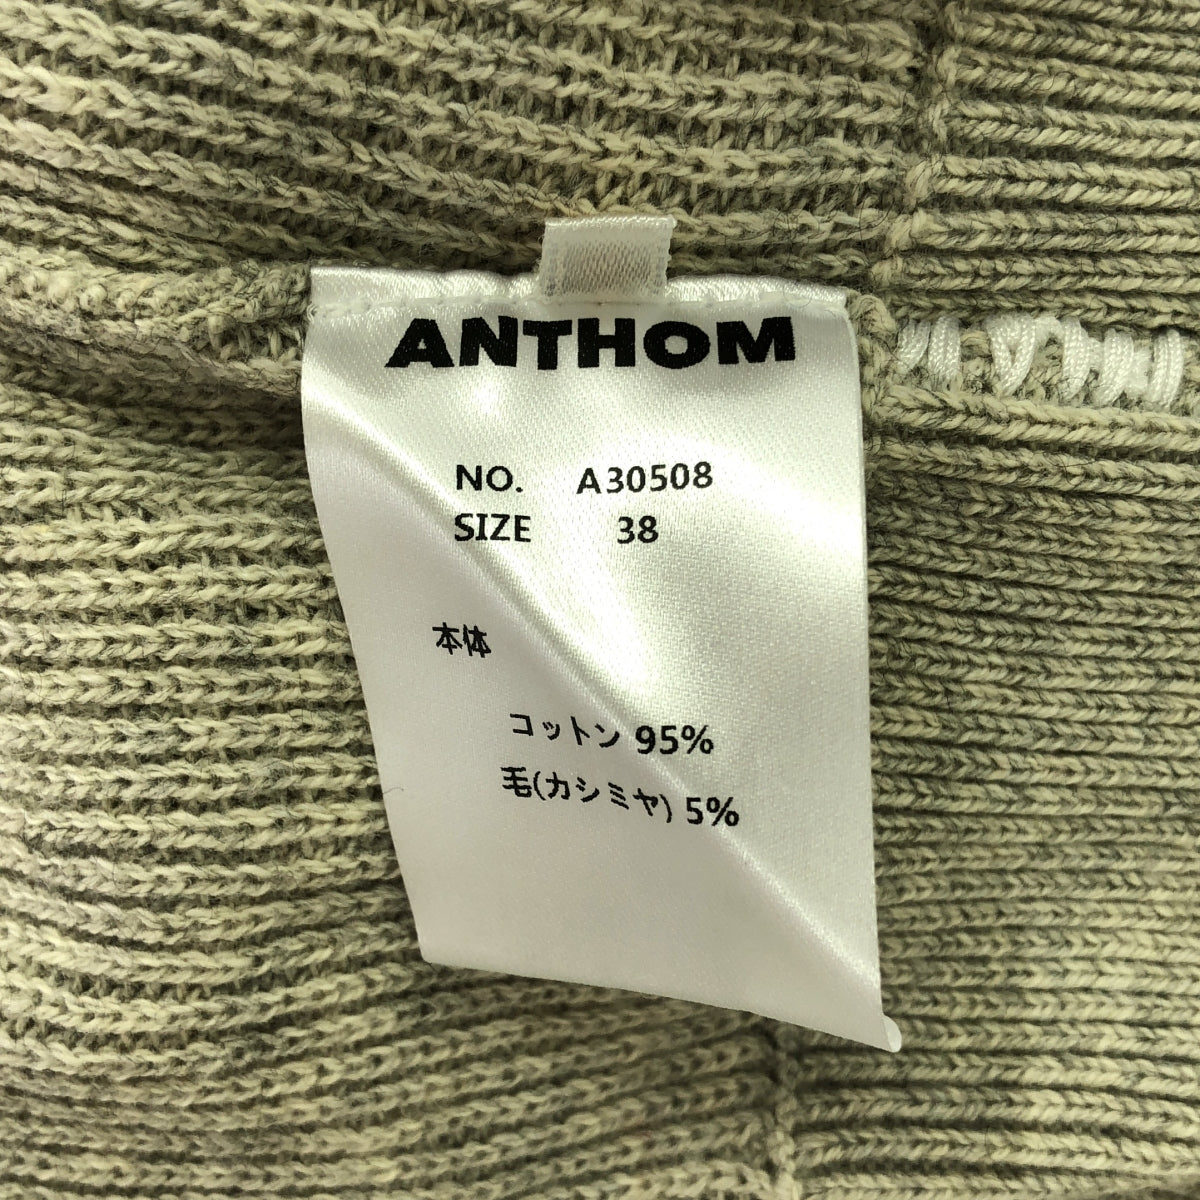 ANTHOM
NO. A30508
SIZE 38
本体
コットン 95%
毛(カシミヤ) 5%